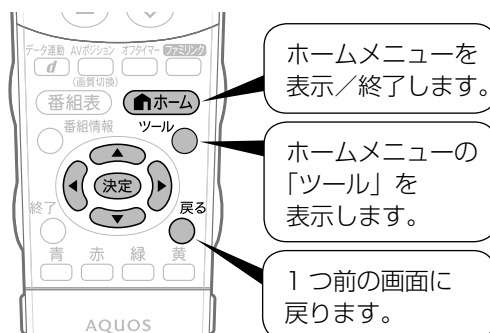 データ連動 AVポジション オフタイマー ファミリンク
d
(画質切換)
番組表 ホーム
番組情報 ツール
決定
終了 戻る
青 赤 緑 黄
AQUOS
ホームメニューを
表示／終了します。
ホームメニューの
「ツール」を
表示します。
1つ前の画面に
戻ります。